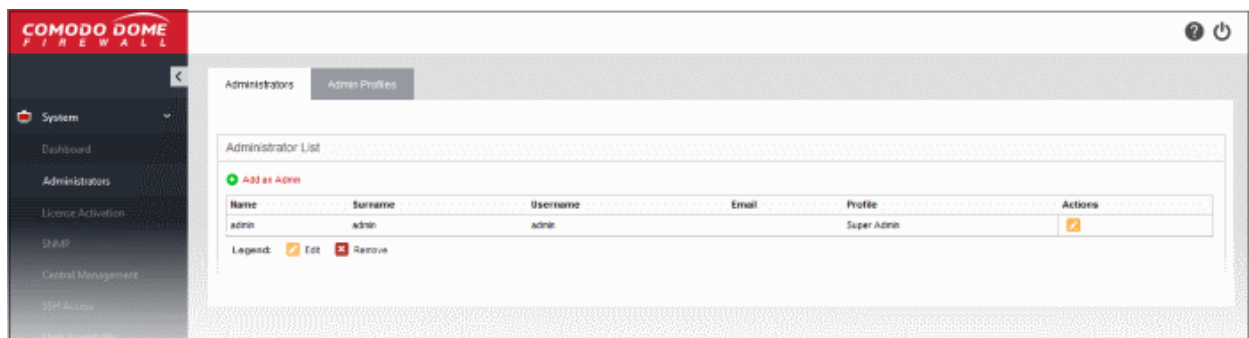 COMODO DOME
FIREWALL
Administrators
Admin Profiles
System
Dashboard
Administrator List
Administrators
Add an Admin
Name Surname Username Email Profile Actions
License Activation
admin admin admin Super Admin
SNMP
Legend: Edit Remove
Central Management
SSH Access